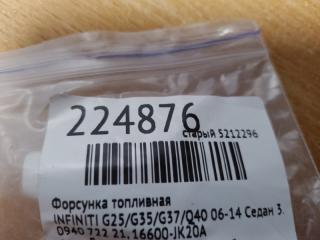 224876
старый 5212296
Форсунка топливная
INFINITI G25/G35/G37/Q40 06-14 Седан 3.
0940 722 21, 16600-JK20A